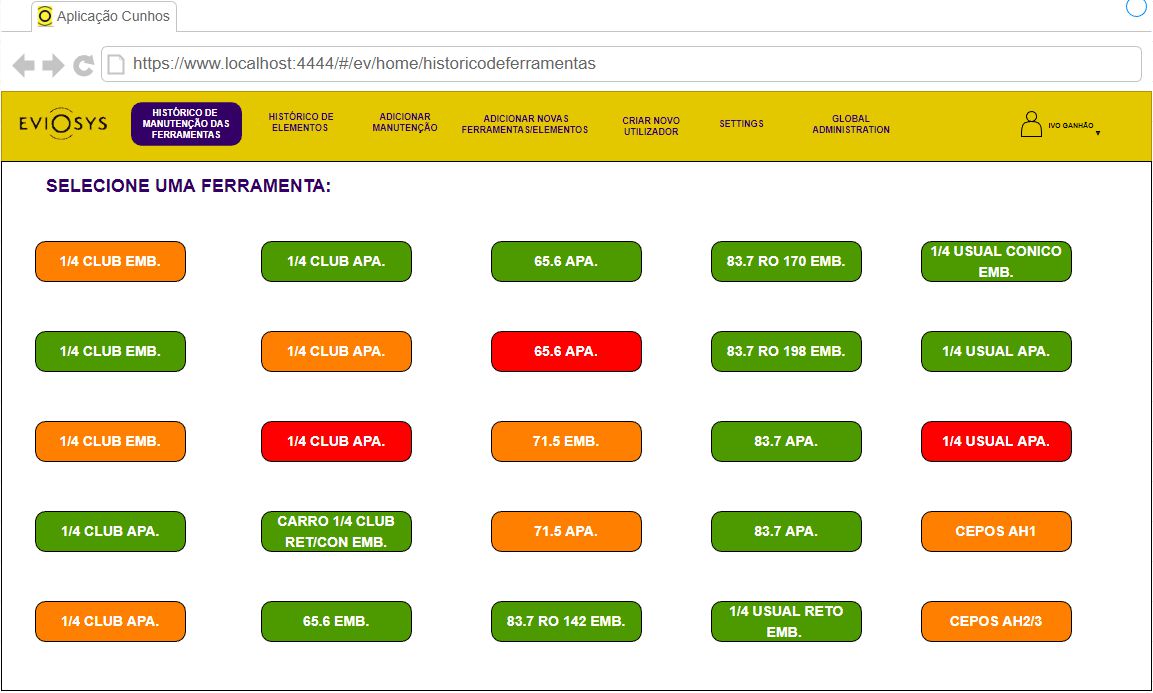 Aplicação Cunhos
https://www.localhost:4444/#/ev/home/historicodeferramentas
EVIOSYS
HISTÓRICO DE
MANUTENÇÃO DAS
FERRAMENTAS
HISTÓRICO DE
ELEMENTOS
ADICIONAR
MANUTENÇÃO
ADICIONAR NOVAS
FERRAMENTAS/ELEMENTOS
CRIAR NOVO
UTILIZADOR
SETTINGS
GLOBAL
ADMINISTRATION
IVO GANHÃO
SELECIONE UMA FERRAMENTA:
1/4 CLUB EMB.
1/4 CLUB APA.
65.6 APA.
83.7 RO 170 EMB.
1/4 USUAL CONICO
EMB.
1/4 CLUB EMB.
1/4 CLUB APA.
65.6 APA.
83.7 RO 198 EMB.
1/4 USUAL APA.
1/4 CLUB EMB.
1/4 CLUB APA.
71.5 EMB.
83.7 APA.
1/4 USUAL APA.
1/4 CLUB APA.
CARRO 1/4 CLUB
RET/CON EMB.
71.5 APA.
83.7 APA.
CEPOS AH1
1/4 CLUB APA.
65.6 EMB.
83.7 RO 142 EMB.
1/4 USUAL RETO
EMB.
CEPOS AH2/3